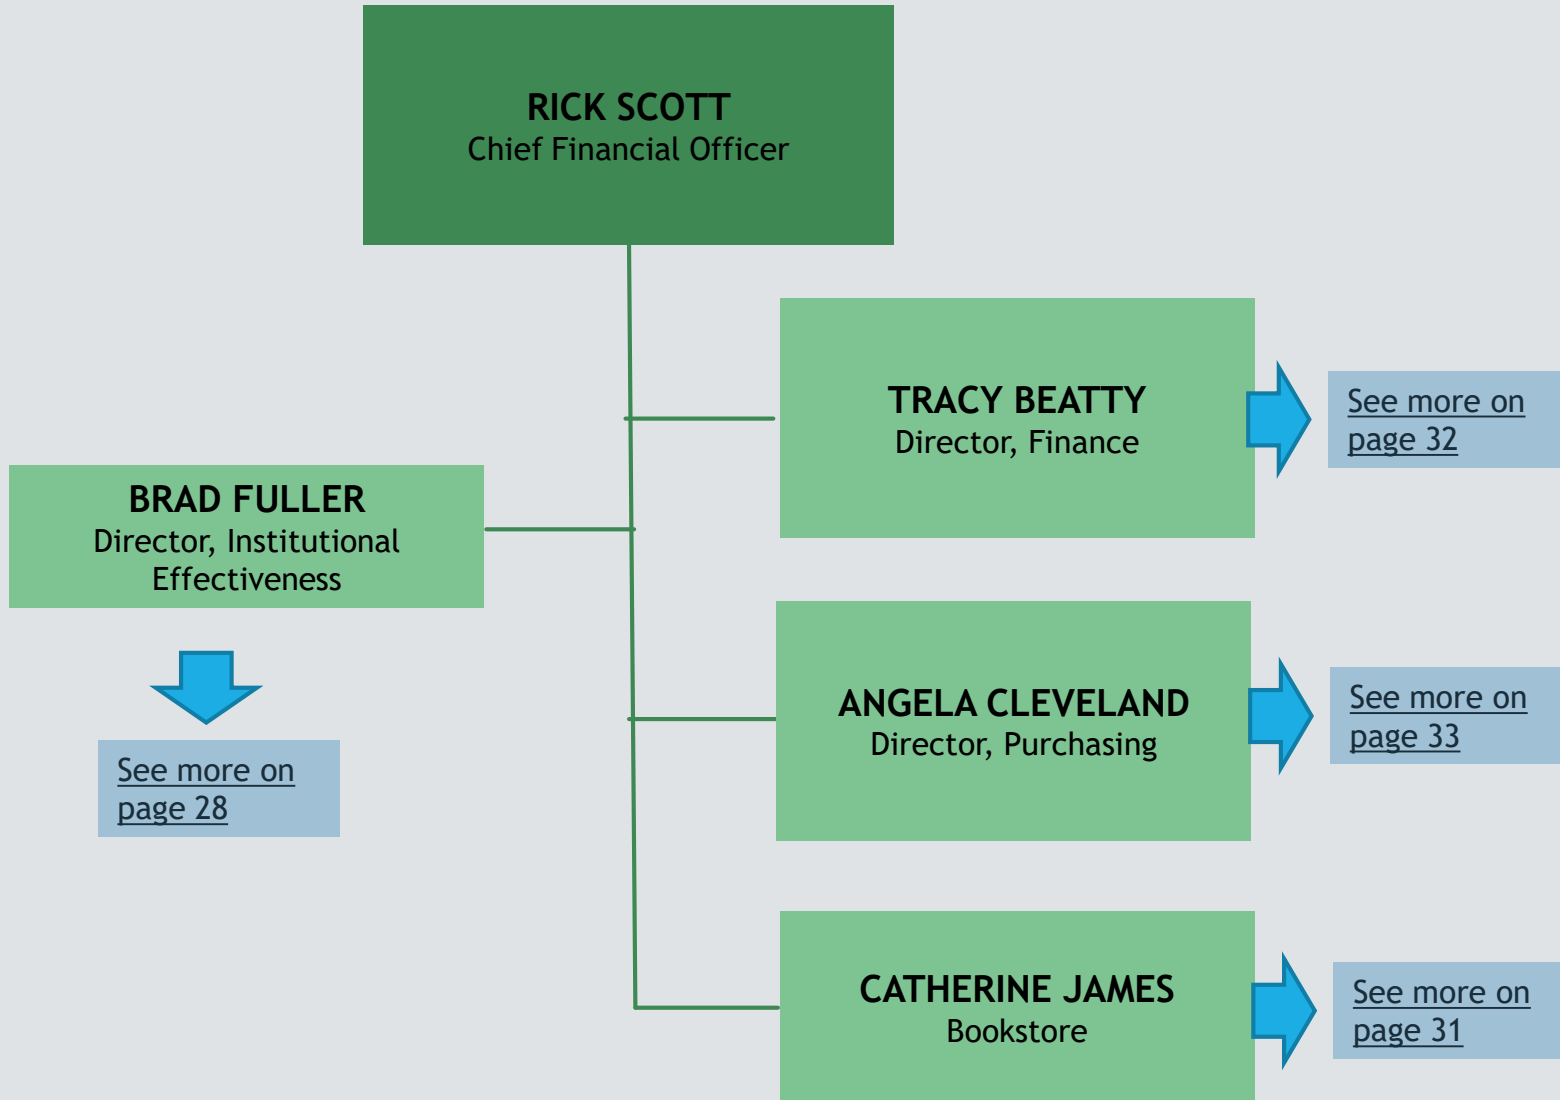 RICK SCOTT
Chief Financial Officer
TRACY BEATTY
Director, Finance
See more on
page 32
BRAD FULLER
Director, Institutional
Effectiveness
See more on
page 28
ANGELA CLEVELAND
Director, Purchasing
See more on
page 33
CATHERINE JAMES
Bookstore
See more on
page 31